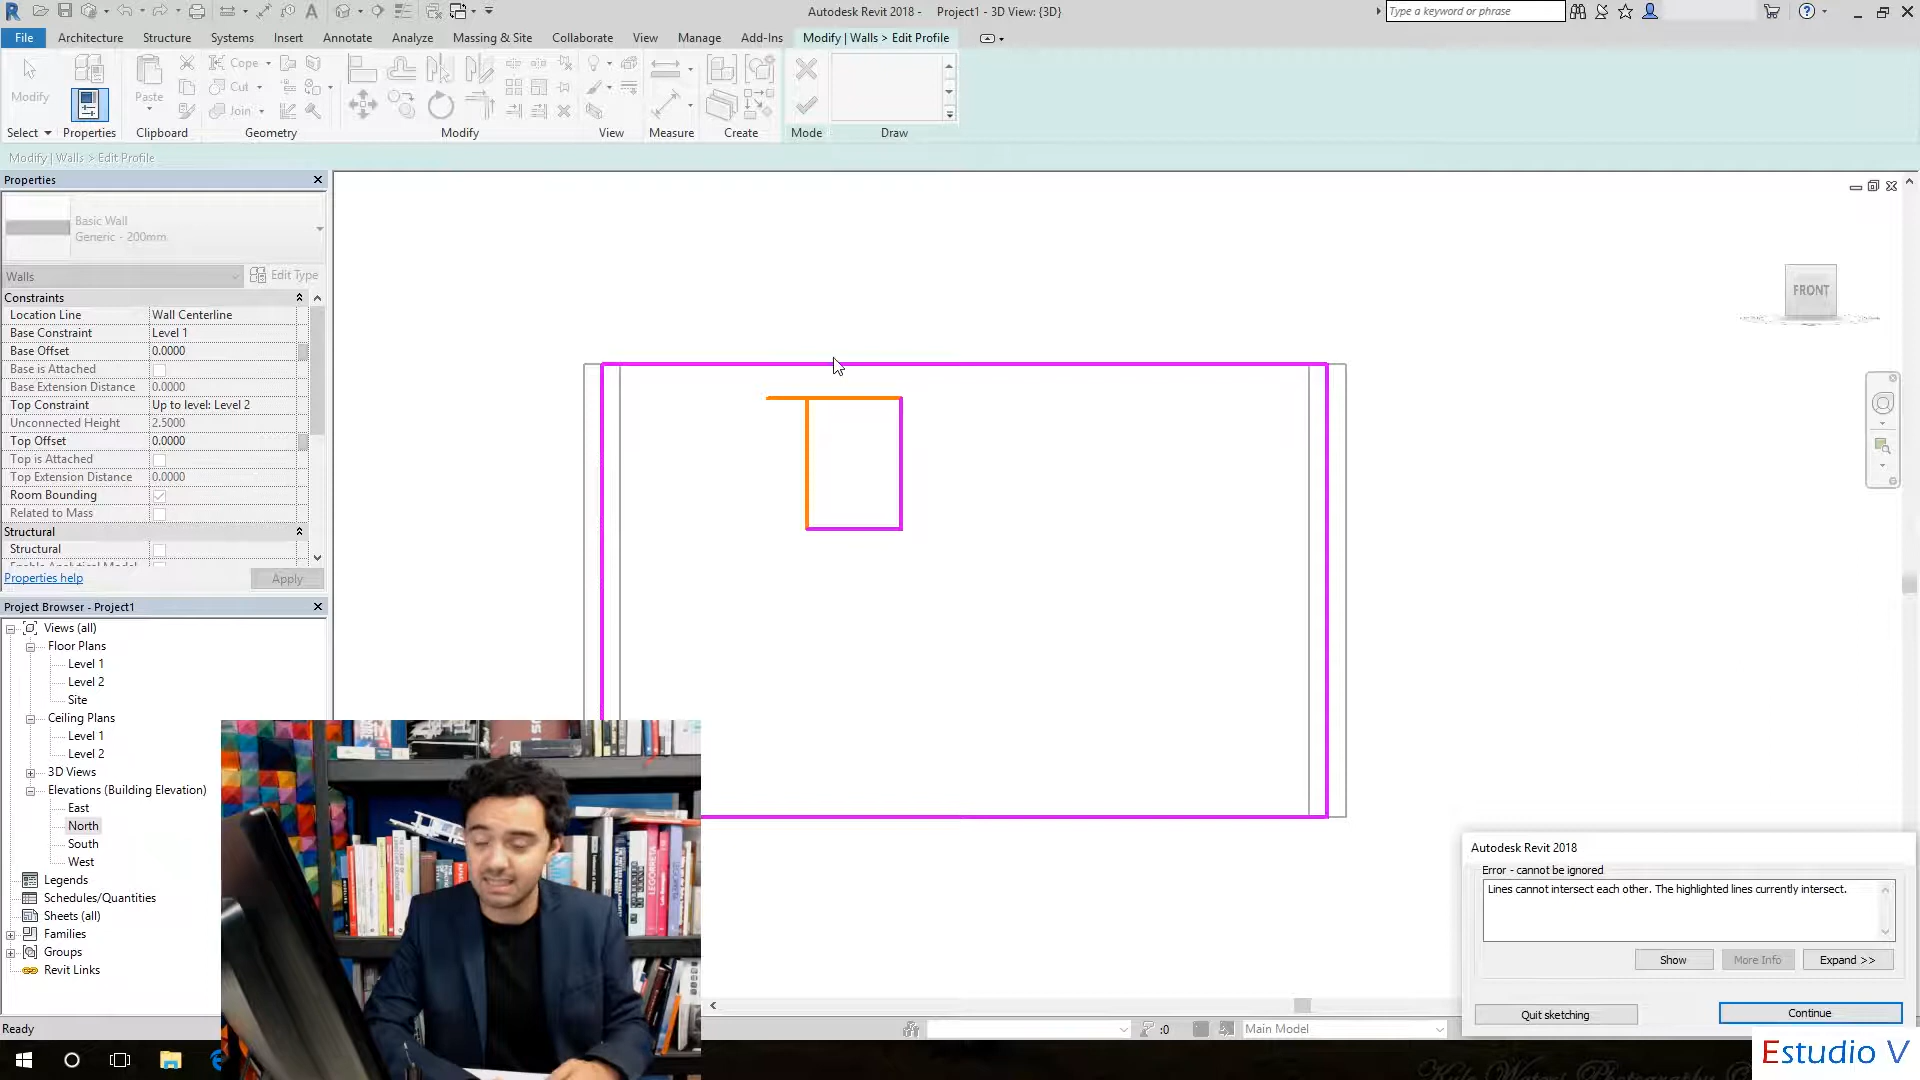 Autodesk Revit 2018 - Project1 - 3D View: {3D}
Type a keyword or phrase
File Architecture Structure Systems Insert Annotate Analyze Massing & Site Collaborate View Manage Add-Ins Modify | Walls > Edit Profile
Modify
Paste
Cope
Cut
Join
Select Properties Clipboard Geometry Modify View Measure Create Mode Draw
Modify | Walls > Edit Profile
Properties
Basic Wall
Generic - 200mm
Walls
Edit Type
Constraints
Location Line Wall Centerline
Base Constraint Level 1
Base Offset 0.0000
Base is Attached
Base Extension Distance 0.0000
Top Constraint Up to level: Level 2
Unconnected Height 2.5000
Top Offset 0.0000
Top is Attached
Top Extension Distance 0.0000
Room Bounding
Related to Mass
Structural
Structural
Properties help
Apply
Project Browser - Project1
Views (all)
Floor Plans
Level 1
Level 2
Site
Ceiling Plans
Level 1
Level 2
3D Views
Elevations (Building Elevation)
East
North
South
West
Legends
Schedules/Quantities
Sheets (all)
Families
Groups
Revit Links
Ready
FRONT
Autodesk Revit 2018
Error - cannot be ignored
Lines cannot intersect each other. The highlighted lines currently intersect.
Show
More Info
Expand >>
Quit sketching
Continue
:0
Main Model
Estudio V